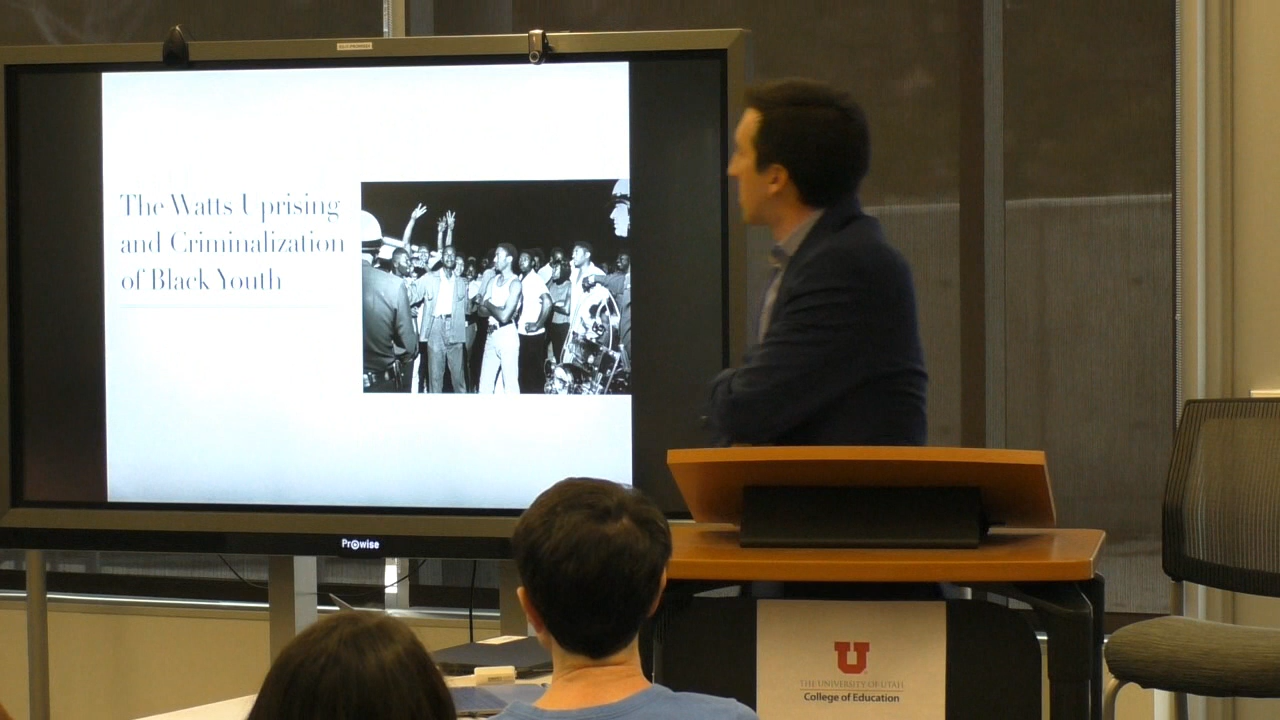 The Watts Uprising
and Criminalization
of Black Youth
Prowise
U
THE UNIVERSITY OF UTAH
College of Education